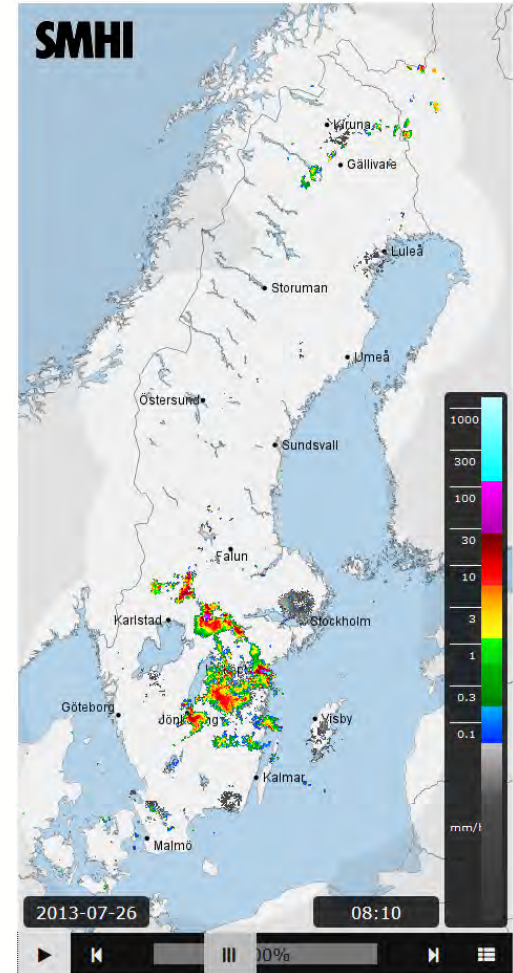 SMHI
Kiruna
Gällivare
Luleå
Storuman
Umeå
Östersund
Sundsvall
1000
300
100
30
10
3
1
0.3
0.1
mm/h
Falun
Karlstad
Stockholm
Göteborg
Visby
Kalmar
Malmö
2013-07-26
08:10